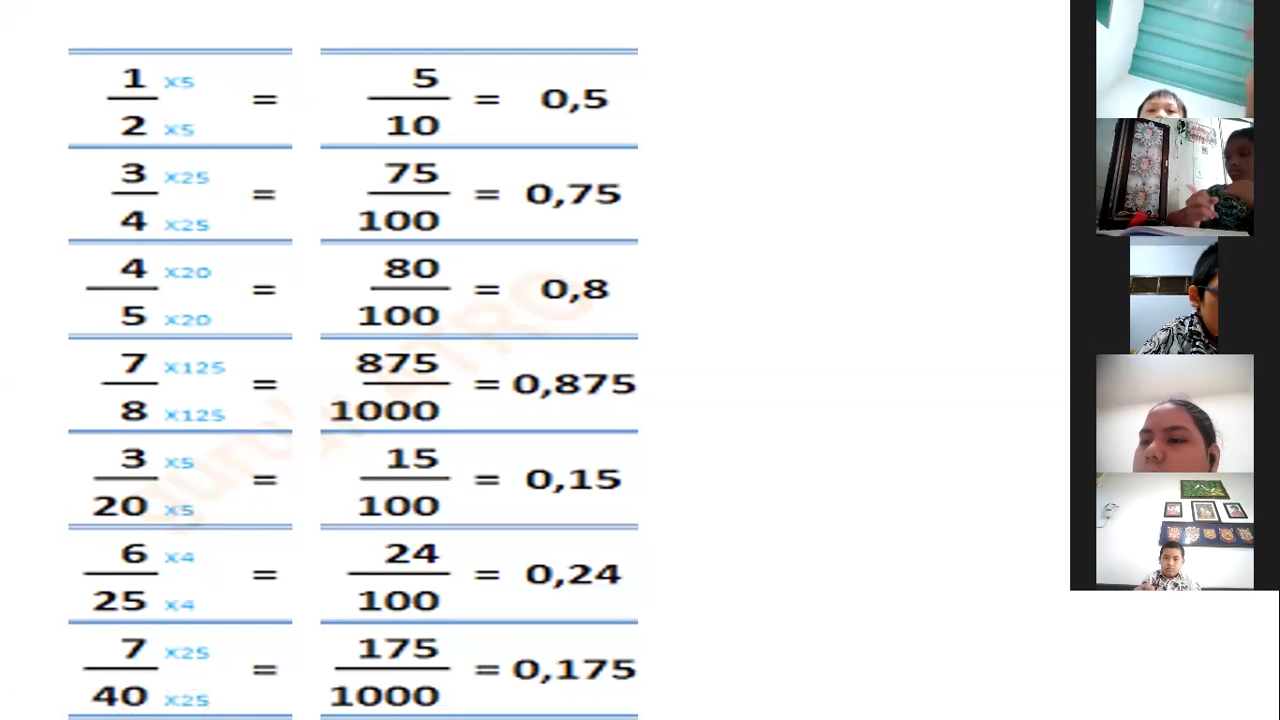 1 x5
2 x5
=
5
10
= 0,5
3 x25
4 x25
=
75
100
= 0,75
4 x20
5 x20
=
80
100
= 0,8
7 x125
8 x125
=
875
1000
= 0,875
3 x5
20 x5
=
15
100
= 0,15
6 x4
25 x4
=
24
100
= 0,24
7 x25
40 x25
=
175
1000
= 0,175